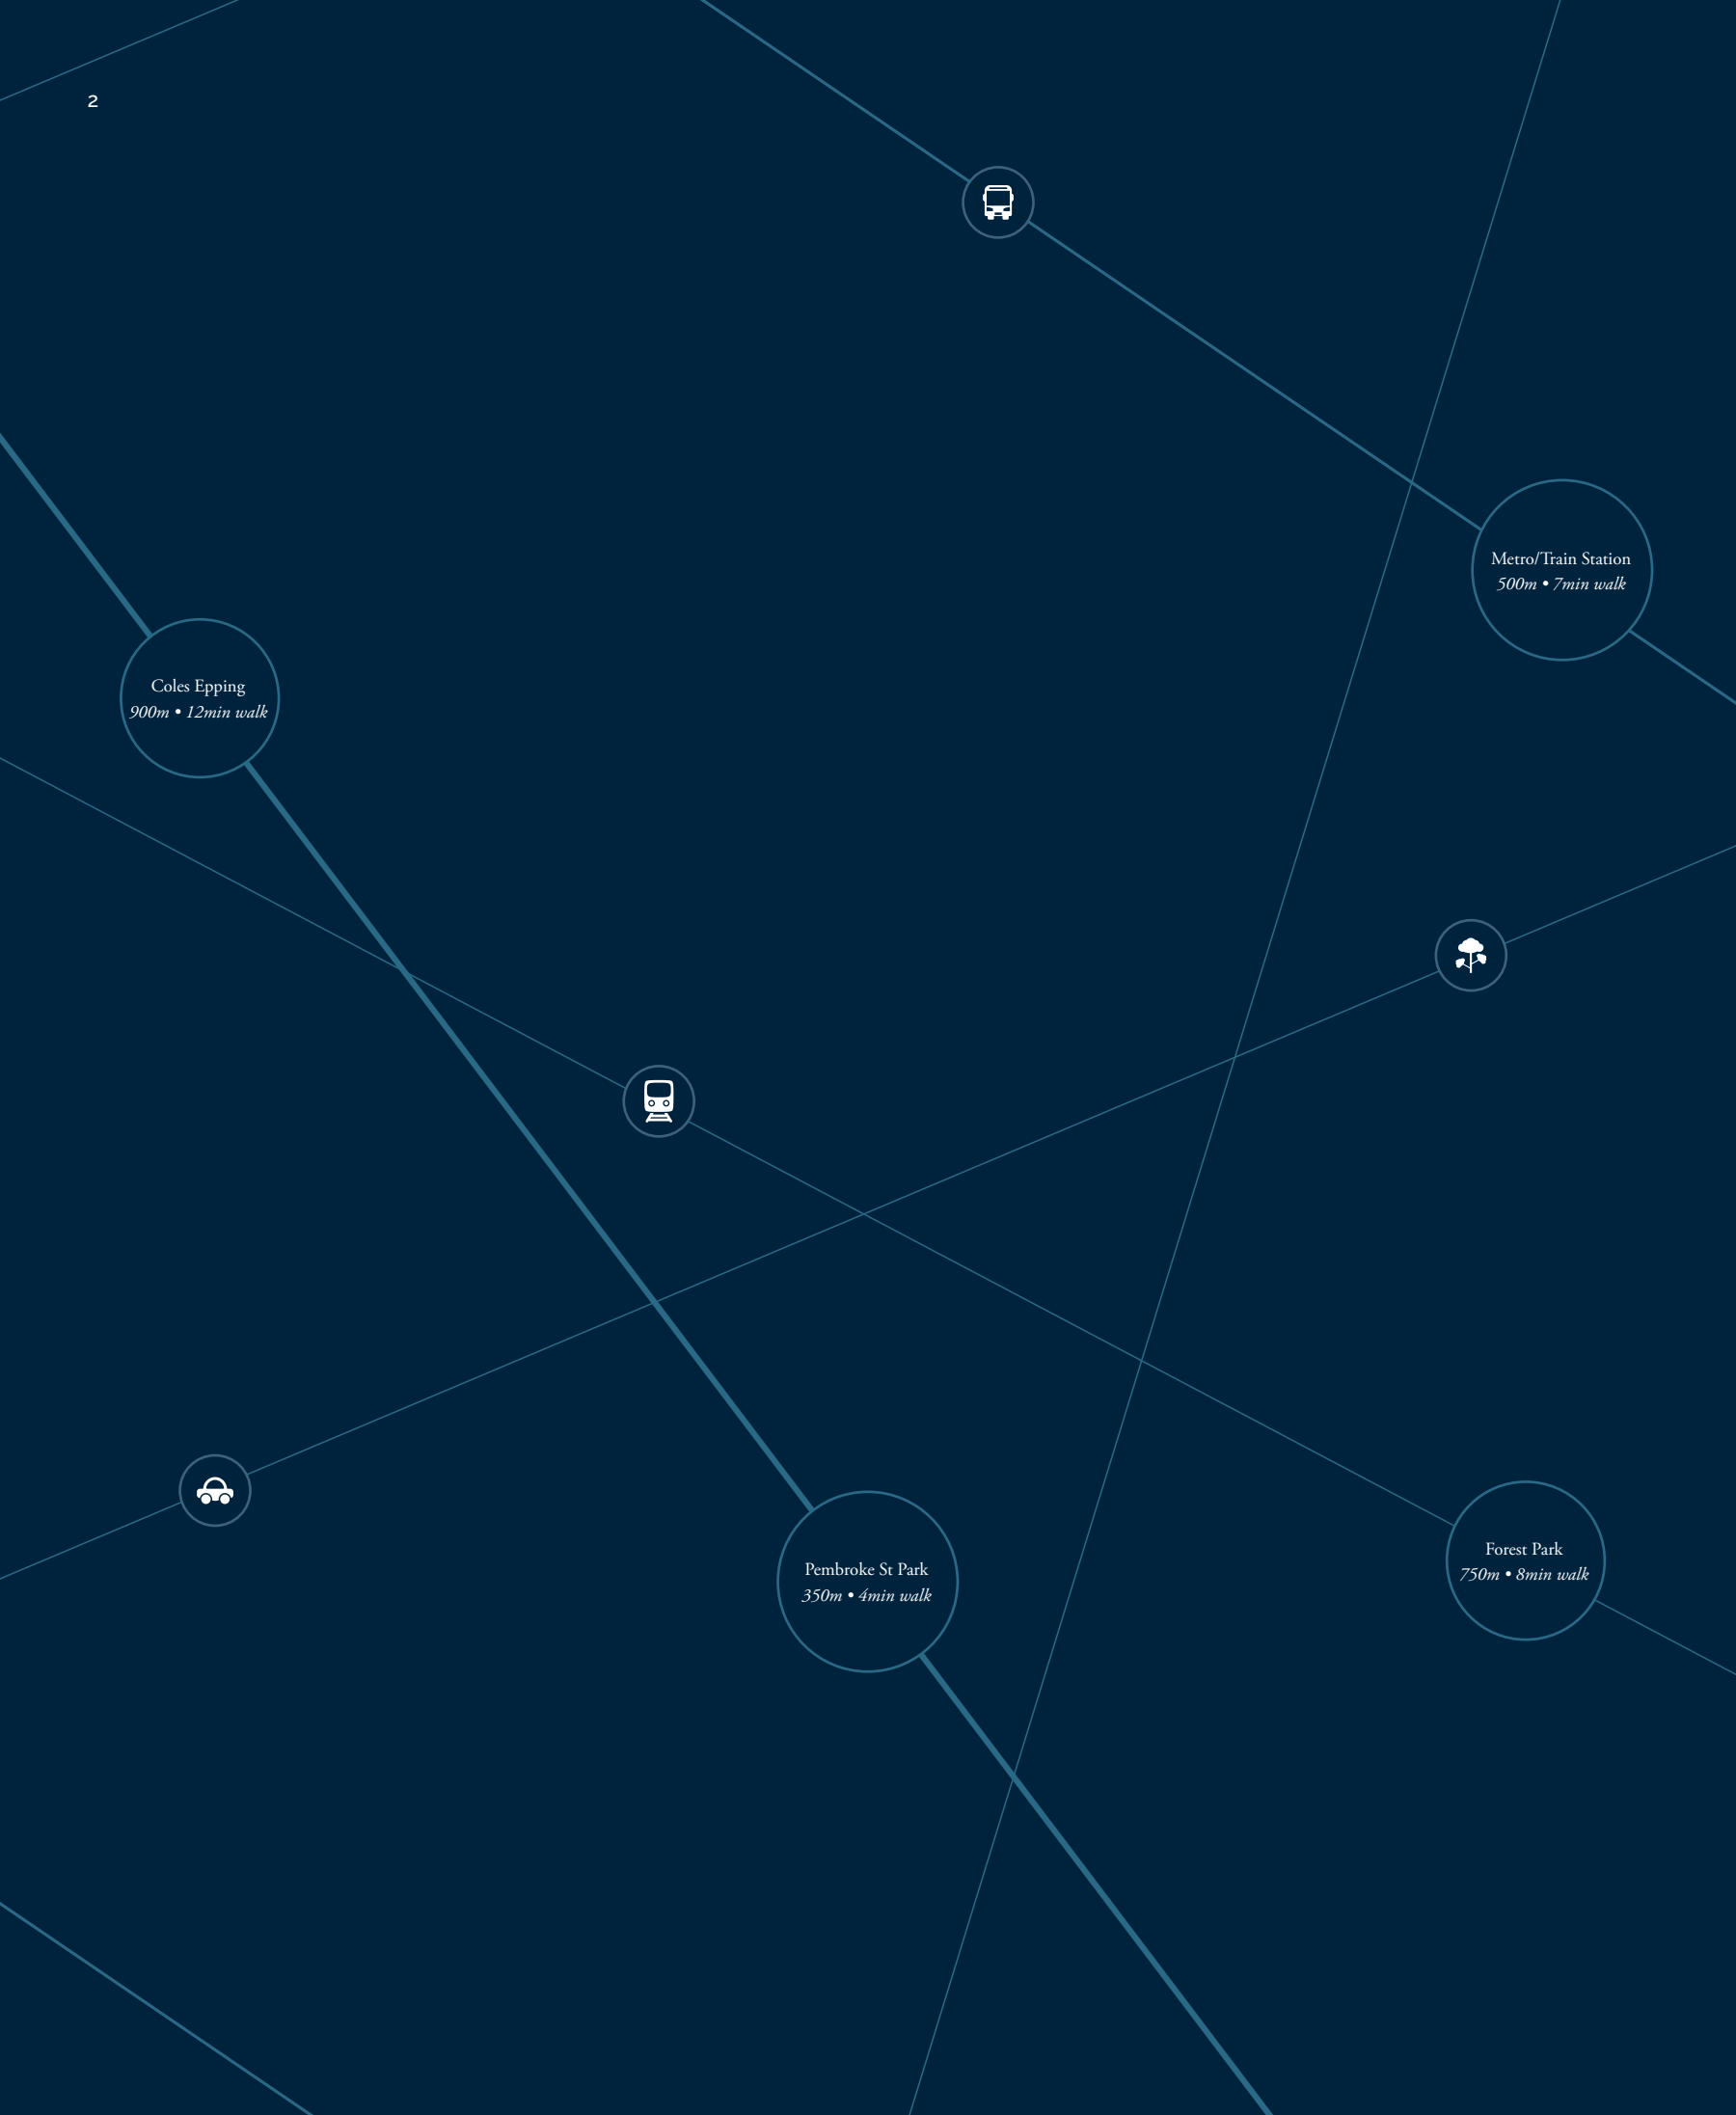 2
Metro/Train Station
500m • 7min walk
Coles Epping
900m • 12min walk
Forest Park
750m • 8min walk
Pembroke St Park
350m • 4min walk